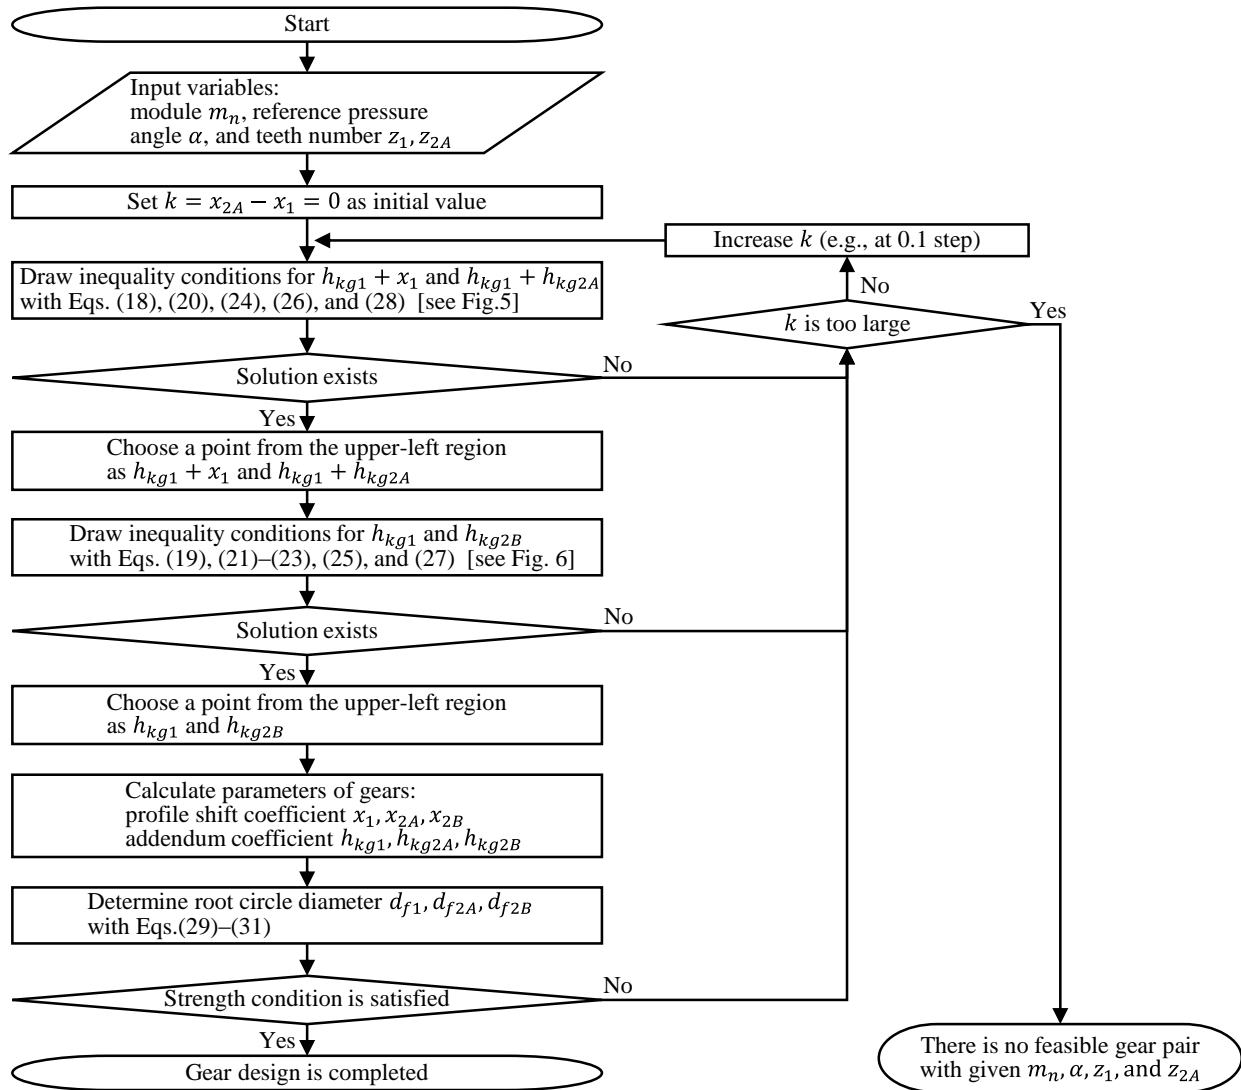 Start
Input variables:
module m_n, reference pressure
angle α, and teeth number z_1, z_{2A}
Set k = x_{2A} − x_1 = 0 as initial value
Increase k (e.g., at 0.1 step)
Draw inequality conditions for h_{kg1} + x_1 and h_{kg1} + h_{kg2A}
with Eqs. (18), (20), (24), (26), and (28) [see Fig.5]
No
Yes
k is too large
Solution exists
No
Yes
Choose a point from the upper-left region
as h_{kg1} + x_1 and h_{kg1} + h_{kg2A}
Draw inequality conditions for h_{kg1} and h_{kg2B}
with Eqs. (19), (21)–(23), (25), and (27) [see Fig. 6]
Solution exists
No
Yes
Choose a point from the upper-left region
as h_{kg1} and h_{kg2B}
Calculate parameters of gears:
profile shift coefficient x_1, x_{2A}, x_{2B}
addendum coefficient h_{kg1}, h_{kg2A}, h_{kg2B}
Determine root circle diameter d_{f1}, d_{f2A}, d_{f2B}
with Eqs.(29)–(31)
Strength condition is satisfied
No
Yes
Gear design is completed
There is no feasible gear pair
with given m_n, α, z_1, and z_{2A}